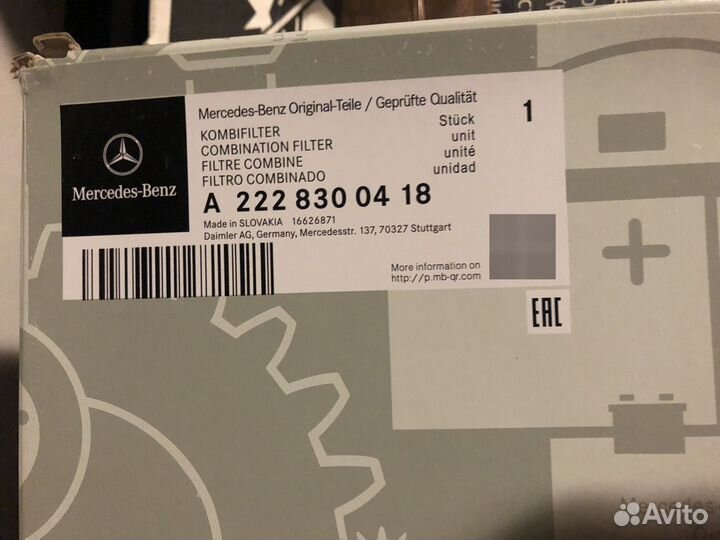 Mercedes-Benz Original-Teile / Geprüfte Qualität
KOMBIFILTER
COMBINATION FILTER
FILTRE COMBINE
FILTRO COMBINADO
Stück
unit
unité
unidad
1
Mercedes-Benz
A 222 830 04 18
Made in SLOVAKIA 16626871
Daimler AG, Germany, Mercedesstr. 137, 70327 Stuttgart
More information on
http://p.mb-qr.com
EAC
Mercedes
Avito